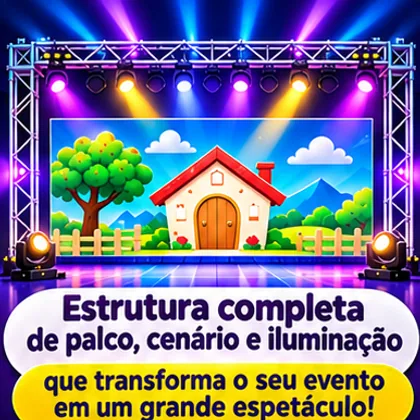 Estrutura completa
de palco, cenário e iluminação
que transforma o seu evento
em um grande espetáculo!